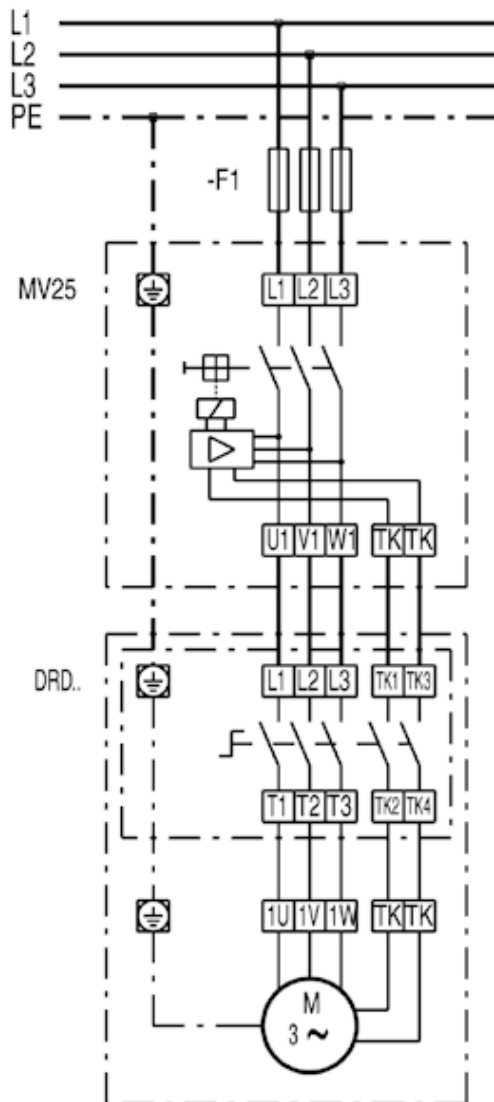 L1
L2
L3
PE
-F1
MV25
L1 L2 L3
U1 V1 W1 TK TK
DRD..
L1 L2 L3 TK1 TK3
T1 T2 T3 TK2 TK4
1U 1V 1W TK TK
M
3 ~